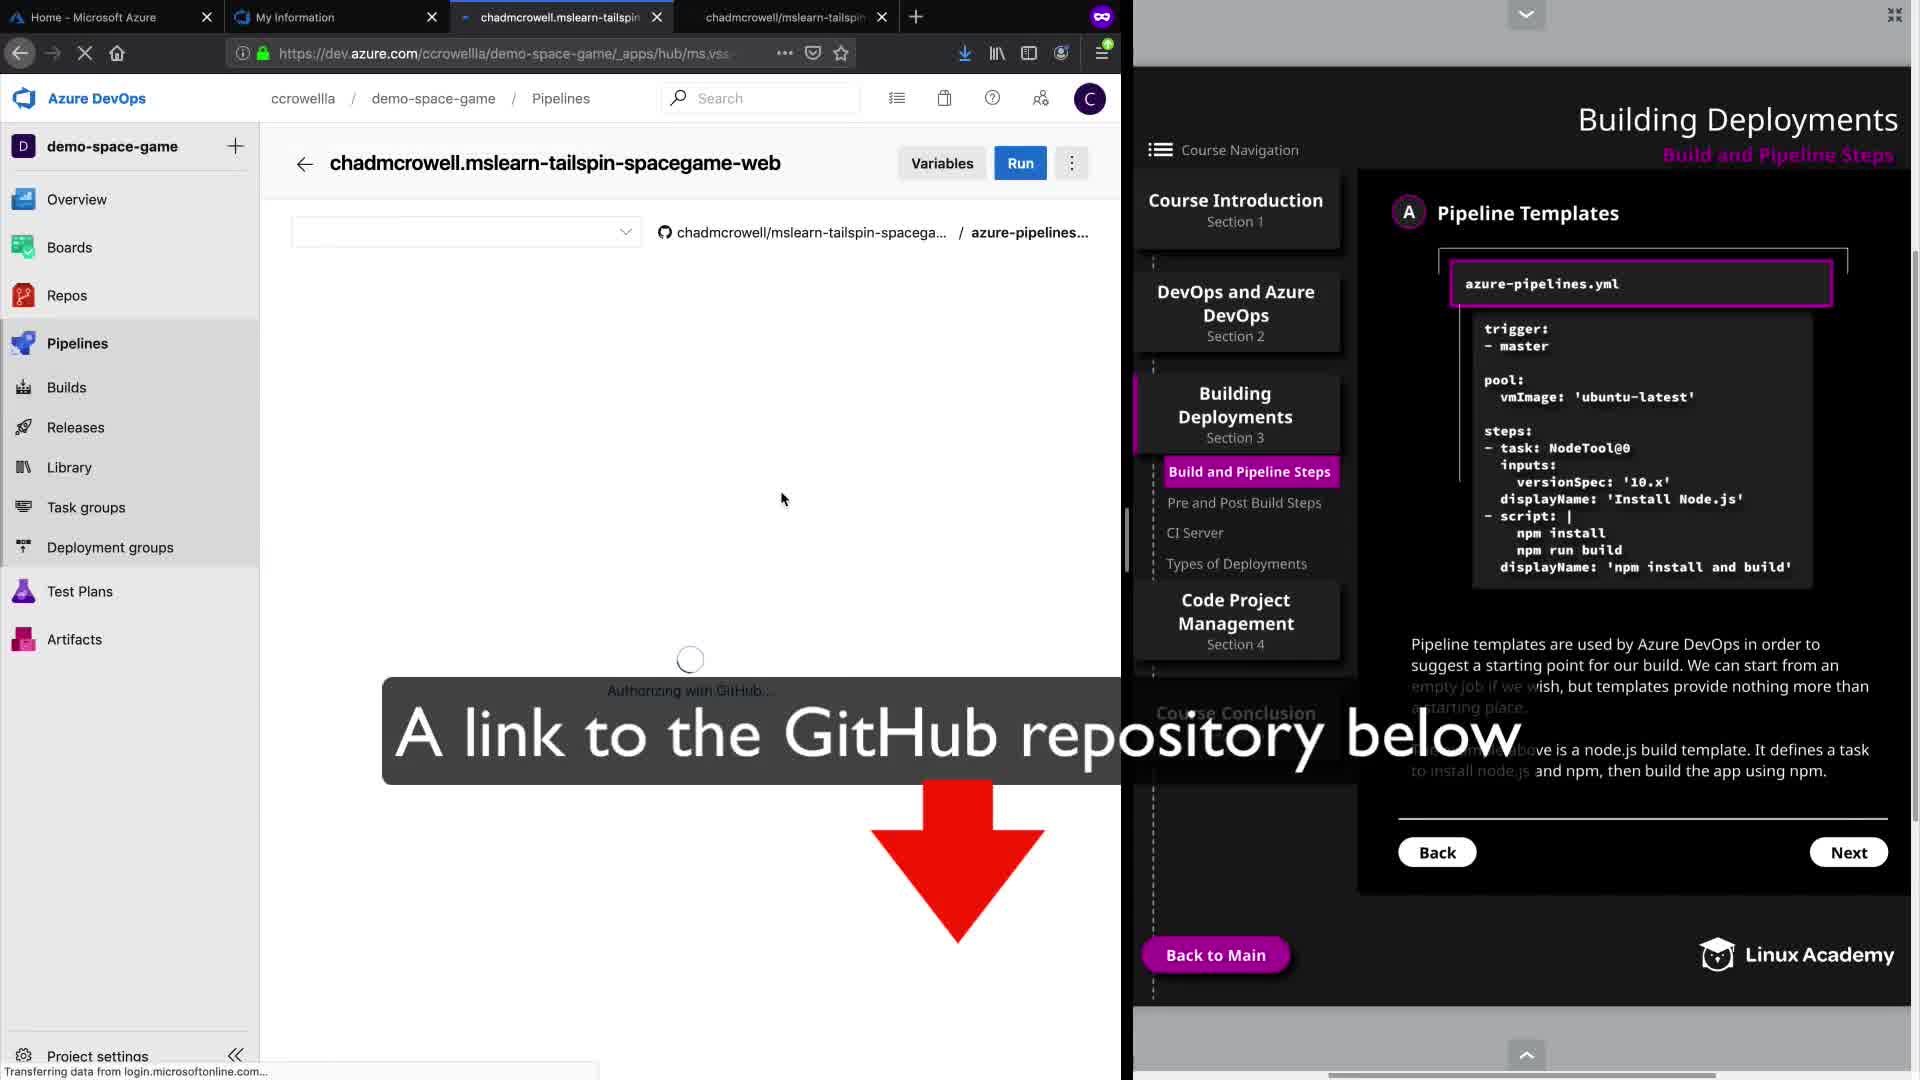 Home - Microsoft Azure
My Information
chadmcrowell.mslearn-tailspin
chadmcrowell/mslearn-tailspin
https://dev.azure.com/ccrowellla/demo-space-game/_apps/hub/ms.vss-
Azure DevOps
ccrowellla / demo-space-game / Pipelines
Search
C
D demo-space-game
Overview
Boards
Repos
Pipelines
Builds
Releases
Library
Task groups
Deployment groups
Test Plans
Artifacts
Project settings
Transferring data from login.microsoftonline.com...
chadmcrowell.mslearn-tailspin-spacegame-web
Variables
Run
chadmcrowell/mslearn-tailspin-spacega... / azure-pipelines...
Authorizing with GitHub...
A link to the GitHub repository below
Building Deployments
Build and Pipeline Steps
Course Navigation
Course Introduction
Section 1
DevOps and Azure
DevOps
Section 2
Building
Deployments
Section 3
Build and Pipeline Steps
Pre and Post Build Steps
CI Server
Types of Deployments
Code Project
Management
Section 4
Course Conclusion
Back to Main
A Pipeline Templates
azure-pipelines.yml
trigger:
- master
pool:
vmImage: 'ubuntu-latest'
steps:
- task: NodeTool@0
inputs:
versionSpec: '10.x'
displayName: 'Install Node.js'
- script: |
npm install
npm run build
displayName: 'npm install and build'
Pipeline templates are used by Azure DevOps in order to
suggest a starting point for our build. We can start from an
empty job if we wish, but templates provide nothing more than
a starting place.
ve is a node.js build template. It defines a task
to install node.js and npm, then build the app using npm.
Back
Next
Linux Academy